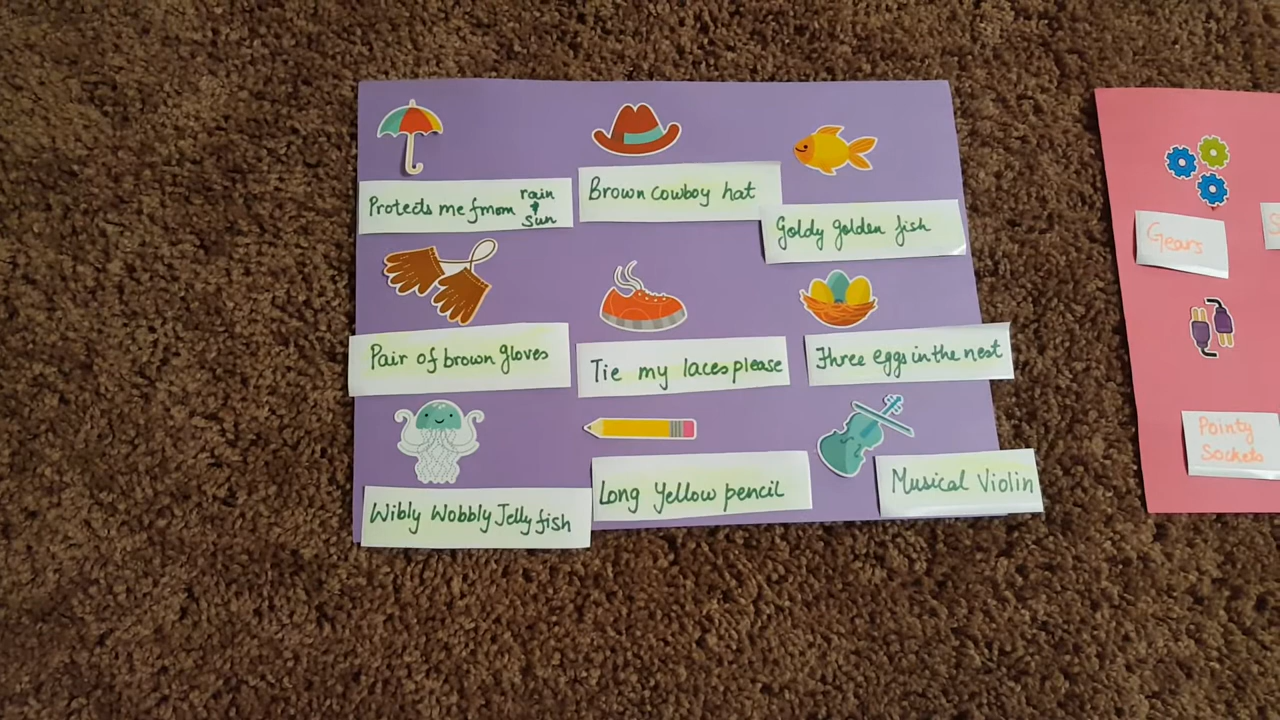 Protects me fmom rain & sun
Brown cowboy hat
Goldy golden fish
Pair of brown gloves
Tie my laces please
Three eggs in the nest
Wibly Wobbly Jelly fish
Long Yellow pencil
Musical Violin
Gears
Pointy
Sockets